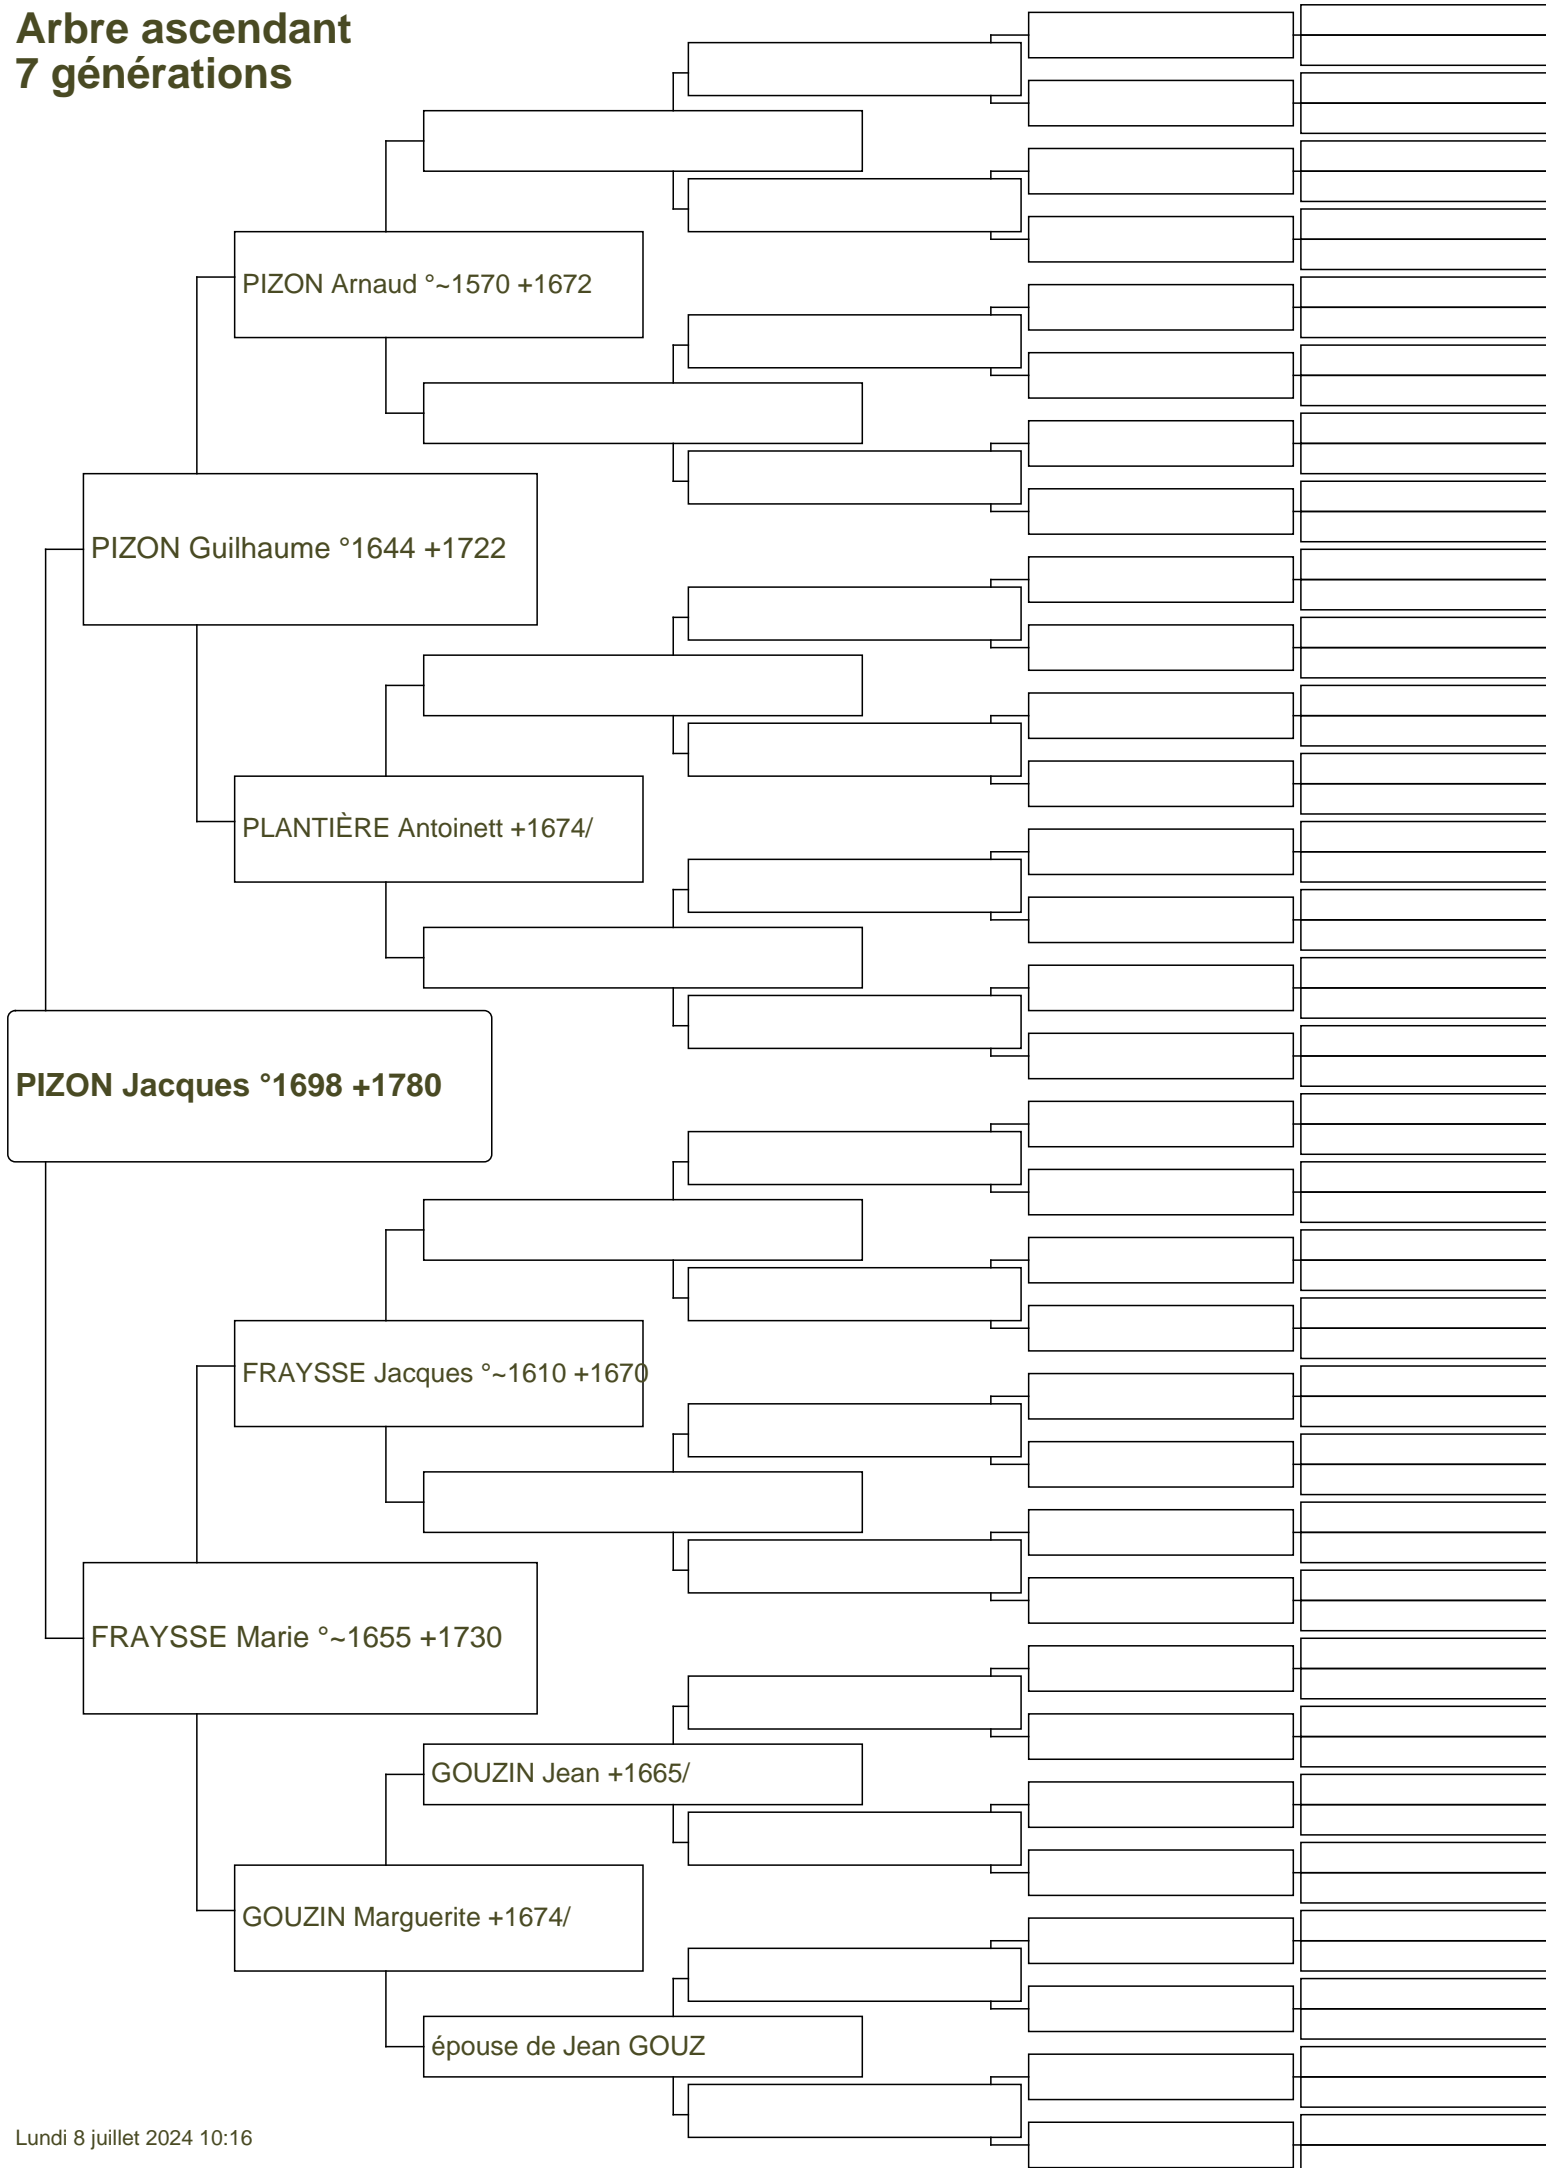 Arbre ascendant
7 générations
PIZON Arnaud °~1570 +1672
PIZON Guilhaume °1644 +1722
PLANTIÈRE Antoinett +1674/
PIZON Jacques °1698 +1780
FRAYSSE Jacques °~1610 +1670
FRAYSSE Marie °~1655 +1730
GOUZIN Jean +1665/
GOUZIN Marguerite +1674/
épouse de Jean GOUZ
Lundi 8 juillet 2024 10:16